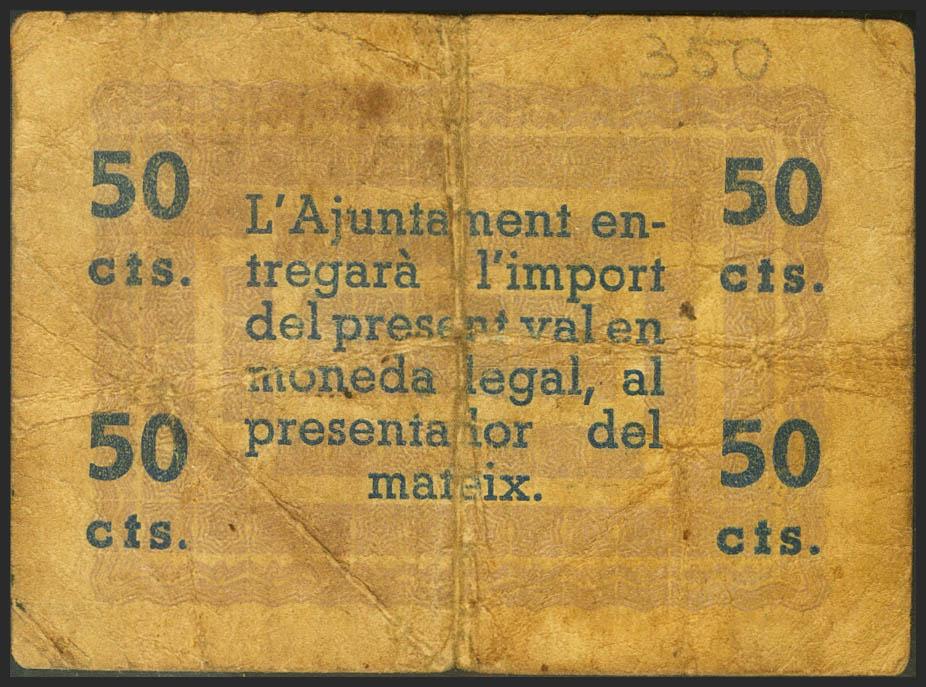 350
50
cts.
50
cts.
L'Ajuntament en-
tregarà l'import
del present val en
moneda legal, al
presentador del
mateix.
50
cts.
50
cts.